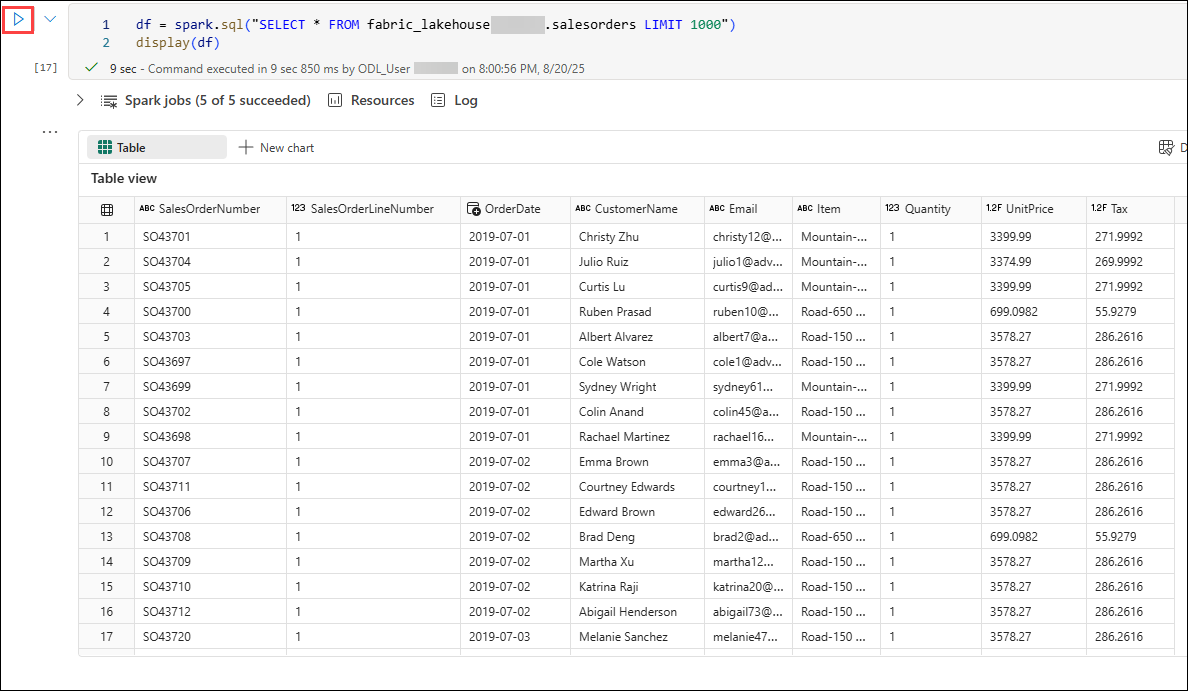 1 df = spark.sql("SELECT * FROM fabric_lakehouse .salesorders LIMIT 1000")
2 display(df)
[17] 9 sec - Command executed in 9 sec 850 ms by ODL_User on 8:00:56 PM, 8/20/25
Spark jobs (5 of 5 succeeded) Resources Log
...
Table New chart D
Table view
ABC SalesOrderNumber 123 SalesOrderLineNumber OrderDate ABC CustomerName ABC Email ABC Item 123 Quantity 1.2F UnitPrice 1.2F Tax
1 SO43701 1 2019-07-01 Christy Zhu christy12@... Mountain-... 1 3399.99 271.9992
2 SO43704 1 2019-07-01 Julio Ruiz julio1@adv... Mountain-... 1 3374.99 269.9992
3 SO43705 1 2019-07-01 Curtis Lu curtis9@ad... Mountain-... 1 3399.99 271.9992
4 SO43700 1 2019-07-01 Ruben Prasad ruben10@... Road-650 ... 1 699.0982 55.9279
5 SO43703 1 2019-07-01 Albert Alvarez albert7@a... Road-150 ... 1 3578.27 286.2616
6 SO43697 1 2019-07-01 Cole Watson cole1@adv... Road-150 ... 1 3578.27 286.2616
7 SO43699 1 2019-07-01 Sydney Wright sydney61... Mountain-... 1 3399.99 271.9992
8 SO43702 1 2019-07-01 Colin Anand colin45@a... Road-150 ... 1 3578.27 286.2616
9 SO43698 1 2019-07-01 Rachael Martinez rachael16... Mountain-... 1 3399.99 271.9992
10 SO43707 1 2019-07-02 Emma Brown emma3@a... Road-150 ... 1 3578.27 286.2616
11 SO43711 1 2019-07-02 Courtney Edwards courtney1... Road-150 ... 1 3578.27 286.2616
12 SO43706 1 2019-07-02 Edward Brown edward26... Road-150 ... 1 3578.27 286.2616
13 SO43708 1 2019-07-02 Brad Deng brad2@ad... Road-650 ... 1 699.0982 55.9279
14 SO43709 1 2019-07-02 Martha Xu martha12... Road-150 ... 1 3578.27 286.2616
15 SO43710 1 2019-07-02 Katrina Raji katrina20@... Road-150 ... 1 3578.27 286.2616
16 SO43712 1 2019-07-02 Abigail Henderson abigail73@... Road-150 ... 1 3578.27 286.2616
17 SO43720 1 2019-07-03 Melanie Sanchez melanie47... Road-150 ... 1 3578.27 286.2616